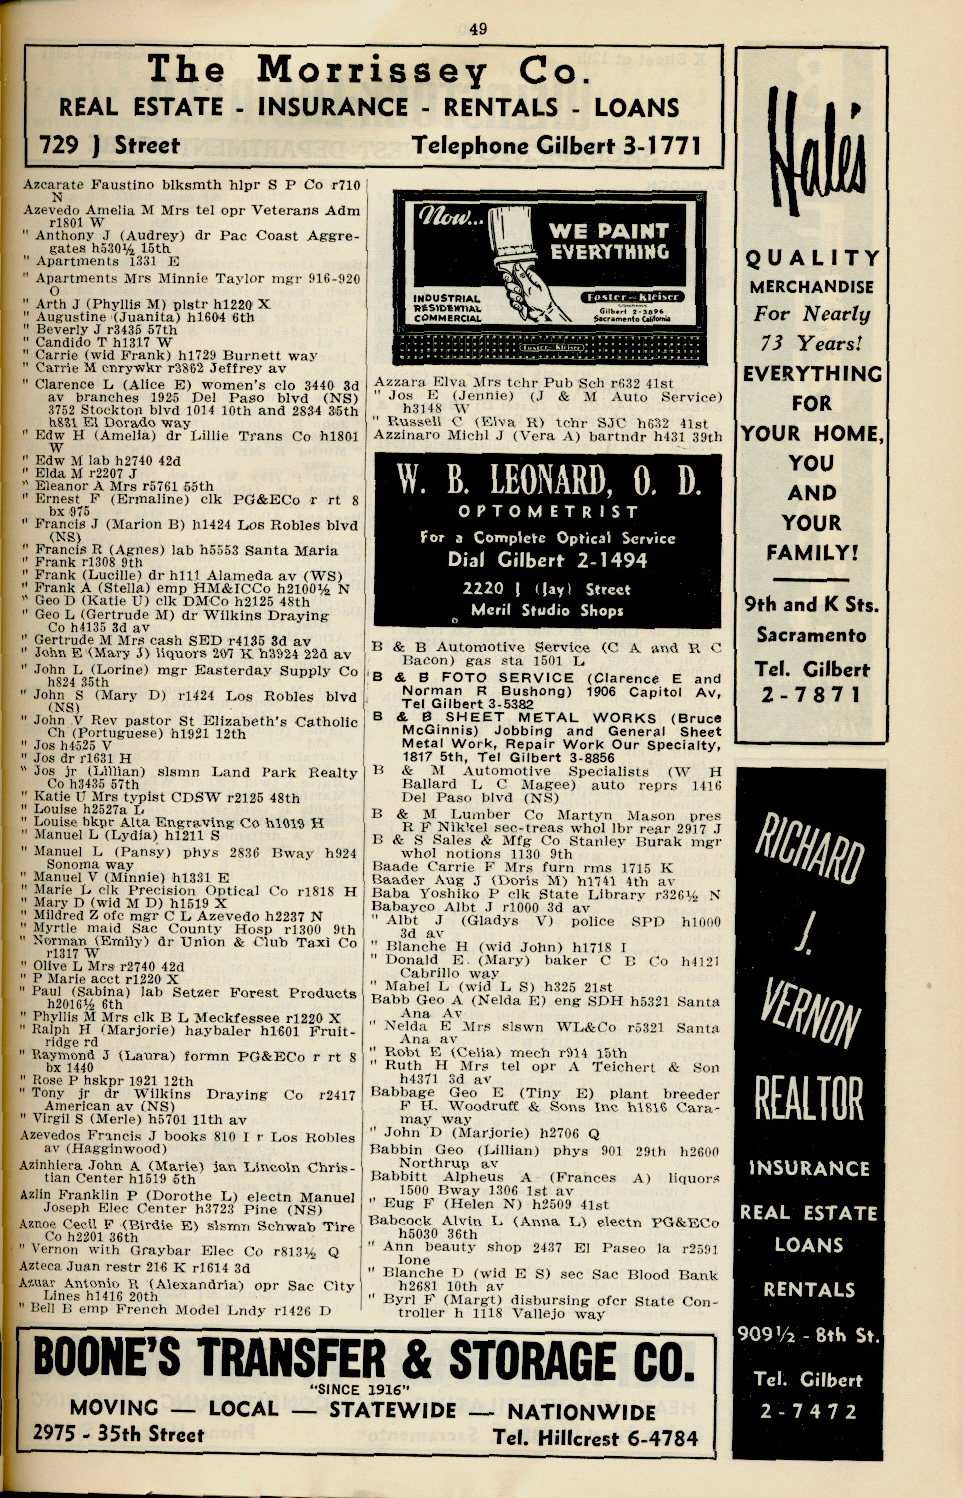 49
The Morrissey Co.
REAL ESTATE - INSURANCE - RENTALS - LOANS
729 J Street Telephone Gilbert 3-1771
Azcarate Faustino blksmth hlpr S P Co r710
N
Azevedo Amelia M Mrs tel opr Veterans Adm
r1801 W
" Anthony J (Audrey) dr Pac Coast Aggre-
gates h530½ 15th
" Apartments 1331 E
" Apartments Mrs Minnie Taylor mgr 916-920
O
" Arth J (Phyllis M) plstr h1220 X
" Augustine (Juanita) h1604 6th
" Beverly J r3435 57th
" Candido T h1317 W
" Carrie (wid Frank) h1729 Burnett way
" Carrie M cnrywkr r3862 Jeffrey av
" Clarence L (Alice E) women's clo 3440 3d
av branches 1925 Del Paso blvd (NS)
3752 Stockton blvd 1014 10th and 2834 35th
h831 El Dorado way
" Edw H (Amelia) dr Lillie Trans Co h1801
W
" Edw M lab h2740 42d
" Elda M r2207 J
" Eleanor A Mrs r5761 55th
" Ernest F (Ermaline) clk PG&ECo r rt 8
bx 975
" Francis J (Marion B) h1424 Los Robles blvd
(NS)
" Francis R (Agnes) lab h5553 Santa Maria
" Frank r1308 9th
" Frank (Lucille) dr h111 Alameda av (WS)
" Frank A (Stella) emp HM&ICCo h2100½ N
" Geo D (Katie U) clk DMCo h2125 48th
" Geo L (Gertrude M) dr Wilkins Draying
Co h4135 3d av
" Gertrude M Mrs cash SED r4135 3d av
" John E (Mary J) liquors 207 K h3924 22d av
" John L (Lorine) mgr Easterday Supply Co
h824 35th
" John S (Mary D) r1424 Los Robles blvd
(NS)
" John V Rev pastor St Elizabeth's Catholic
Ch (Portuguese) h1921 12th
" Jos h4525 V
" Jos dr r1631 H
" Jos jr (Lillian) slsmn Land Park Realty
Co h3435 57th
" Katie U Mrs typist CDSW r2125 48th
" Louise h2527a L
" Louise bkpr Alta Engraving Co h1019 H
" Manuel L (Lydia) h1211 S
" Manuel L (Pansy) phys 2836 Bway h924
Sonoma way
" Manuel V (Minnie) h1331 E
" Marie L clk Precision Optical Co r1818 H
" Mary D (wid M D) h1519 X
" Mildred Z ofc mgr C L Azevedo h2237 N
" Myrtle maid Sac County Hosp r1300 9th
" Norman (Emily) dr Union & Club Taxi Co
r1317 W
" Olive L Mrs r2740 42d
" P Marie acct r1220 X
" Paul (Sabina) lab Setzer Forest Products
h2016½ 6th
" Phyllis M Mrs clk B L Meckfessee r1220 X
" Ralph H (Marjorie) haybaler h1601 Fruit-
ridge rd
" Raymond J (Laura) formn PG&ECo r rt 8
bx 1440
" Rose P hskpr 1921 12th
" Tony jr dr Wilkins Draying Co r2417
American av (NS)
" Virgil S (Merle) h5701 11th av
Azevedos Francis J books 810 I r Los Robles
av (Hagginwood)
Azinhiera John A (Marie) jan Lincoln Chris-
tian Center h1519 5th
Azlin Franklin P (Dorothe L) electn Manuel
Joseph Elec Center h3723 Pine (NS)
Aznoe Cecil F (Birdie E) slsmn Schwab Tire
Co h2201 36th
" Vernon with Graybar Elec Co r813½ Q
Azteca Juan restr 216 K r1614 3d
Azuar Antonio R (Alexandria) opr Sac City
Lines h1416 20th
" Bell B emp French Model Lndy r1426 D
Now...
WE PAINT
EVERYTHING
INDUSTRIAL
RESIDENTIAL
COMMERCIAL
Foster and Kleiser
COMPANY
Gilbert 2-3896
Sacramento California
Foster and Kleiser
Azzara Elva Mrs tchr Pub Sch r632 41st
" Jos E (Jennie) (J & M Auto Service)
h3148 W
" Russell C (Elva R) tchr SJC h632 41st
Azzinaro Michl J (Vera A) bartndr h431 39th
W. B. LEONARD, O. D.
OPTOMETRIST
For a Complete Optical Service
Dial Gilbert 2-1494
2220 J (Jay) Street
Meril Studio Shops
B & B Automotive Service (C A and R C
Bacon) gas sta 1501 L
B & B FOTO SERVICE (Clarence E and
Norman R Bushong) 1906 Capitol Av,
Tel Gilbert 3-5382
B & B SHEET METAL WORKS (Bruce
McGinnis) Jobbing and General Sheet
Metal Work, Repair Work Our Specialty,
1817 5th, Tel Gilbert 3-8856
B & M Automotive Specialists (W H
Ballard L C Magee) auto reprs 1416
Del Paso blvd (NS)
B & M Lumber Co Martyn Mason pres
R F Nikkel sec-treas whol lbr rear 2917 J
B & S Sales & Mfg Co Stanley Burak mgr
whol notions 1130 9th
Baade Carrie F Mrs furn rms 1715 K
Baader Aug J (Doris M) h1741 4th av
Baba Yoshiko P clk State Library r326½ N
Babayco Albt J r1000 3d av
" Albt J (Gladys V) police SPD h1000
3d av
" Blanche H (wid John) h1718 I
" Donald E (Mary) baker C B Co h4121
Cabrillo way
" Mabel L (wid L S) h325 21st
Babb Geo A (Nelda E) eng SDH h5321 Santa
Ana Av
" Nelda E Mrs slswn WL&Co r5321 Santa
Ana av
" Robt E (Celia) mech r914 15th
" Ruth H Mrs tel opr A Teichert & Son
h4371 3d av
Babbage Geo E (Tiny E) plant breeder
F H Woodruff & Sons Inc h1816 Cara-
may way
" John D (Marjorie) h2706 Q
Babbin Geo (Lillian) phys 901 29th h2600
Northrup av
Babbitt Alpheus A (Frances A) liquors
1500 Bway 1306 1st av
" Eug F (Helen N) h2509 41st
Babcock Alvin L (Anna L) electn PG&ECo
h5030 36th
" Ann beauty shop 2437 El Paseo la r2591
Ione
" Blanche D (wid E S) sec Sac Blood Bank
h2681 10th av
" Byrl F (Margt) disbursing ofcr State Con-
troller h 1118 Vallejo way
BOONE'S TRANSFER & STORAGE CO.
"SINCE 1916"
MOVING — LOCAL — STATEWIDE — NATIONWIDE
2975 - 35th Street Tel. Hillcrest 6-4784
Hale's
QUALITY
MERCHANDISE
For Nearly
73 Years!
EVERYTHING
FOR
YOUR HOME,
YOU
AND
YOUR
FAMILY!
9th and K Sts.
Sacramento
Tel. Gilbert
2-7871
RICHARD
J.
VERNON
REALTOR
INSURANCE
REAL ESTATE
LOANS
RENTALS
909½ - 8th St.
Tel. Gilbert
2-7472